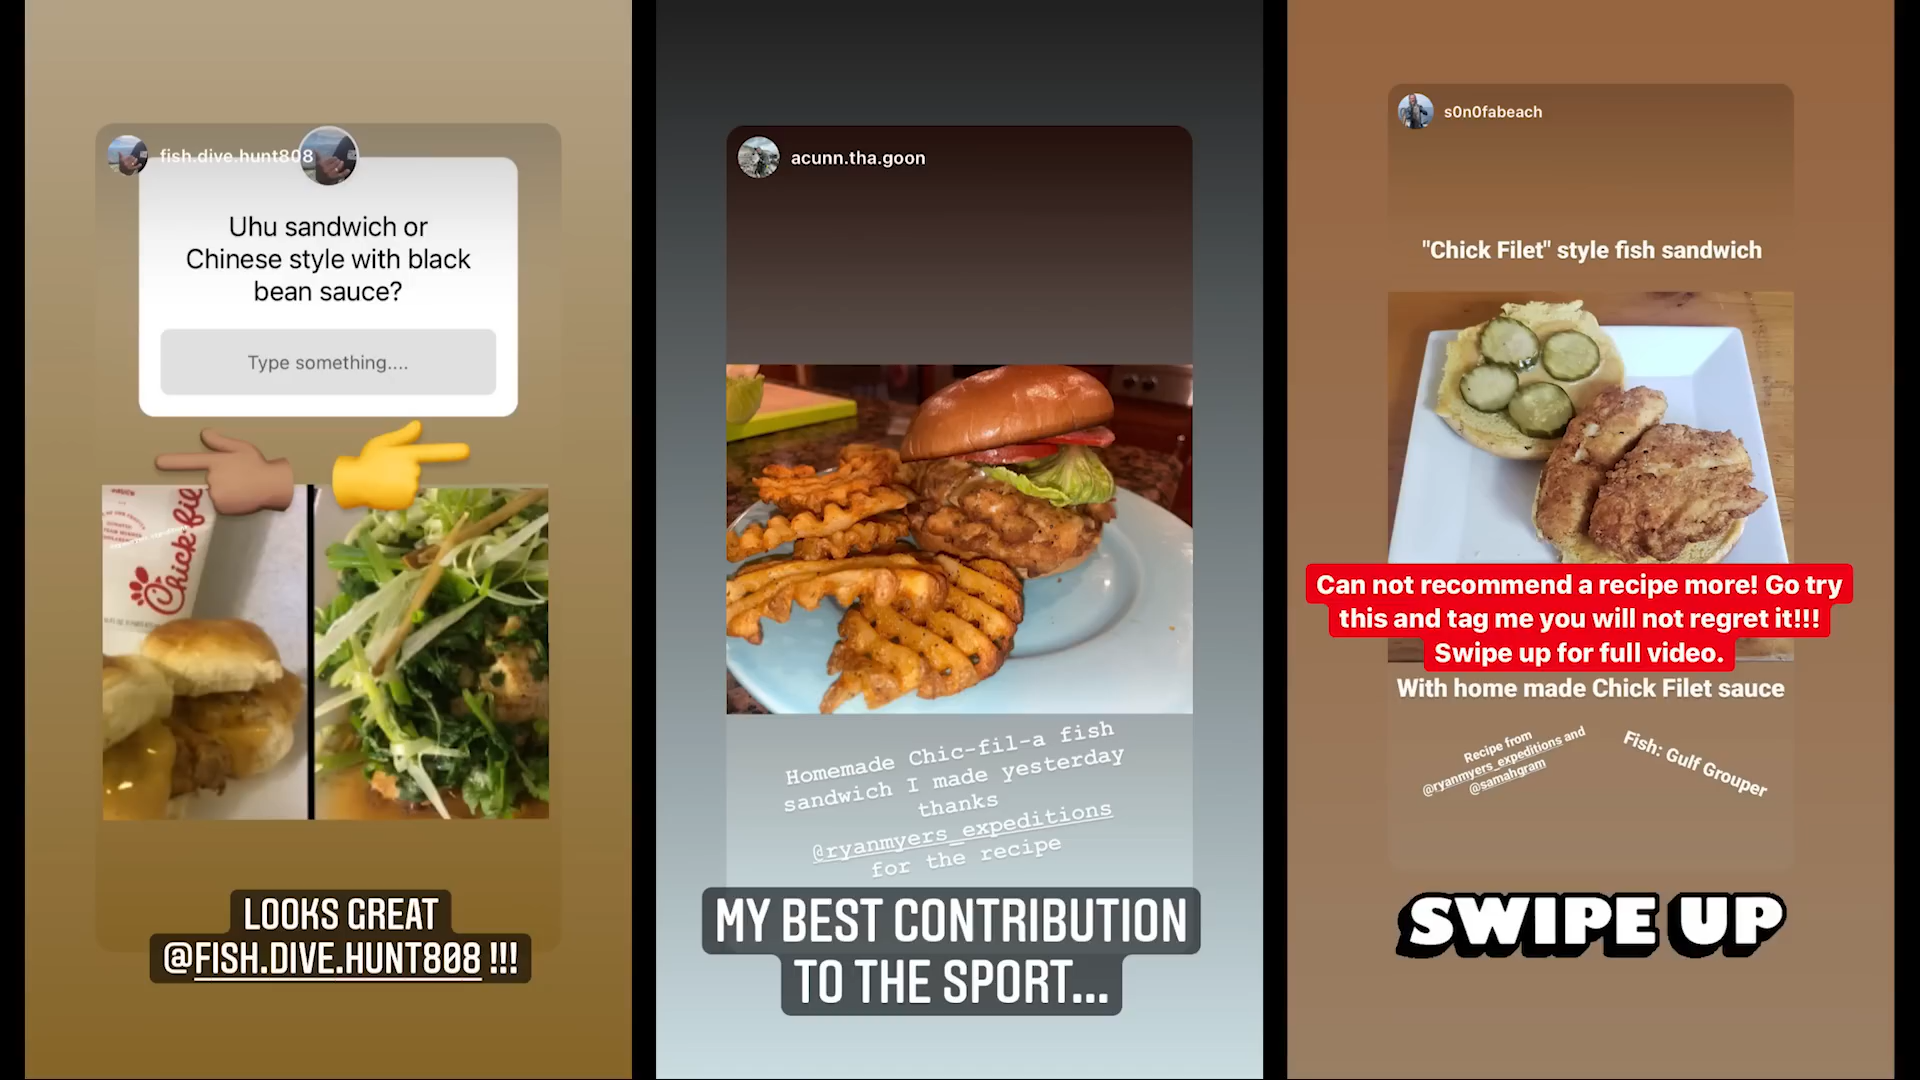 fish.dive.hunt808
Uhu sandwich or
Chinese style with black
bean sauce?
Type something....
Chick-fil
LOOKS GREAT
@FISH.DIVE.HUNT808 !!!
acunn.tha.goon
Homemade Chic-fil-a fish
sandwich I made yesterday
thanks
@ryanmyers_expeditions
for the recipe
MY BEST CONTRIBUTION
TO THE SPORT...
s0n0fabeach
"Chick Filet" style fish sandwich
Can not recommend a recipe more! Go try
this and tag me you will not regret it!!!
Swipe up for full video.
With home made Chick Filet sauce
Recipe from
@ryanmyers_expeditions and
@samahgram
Fish: Gulf Grouper
SWIPE UP